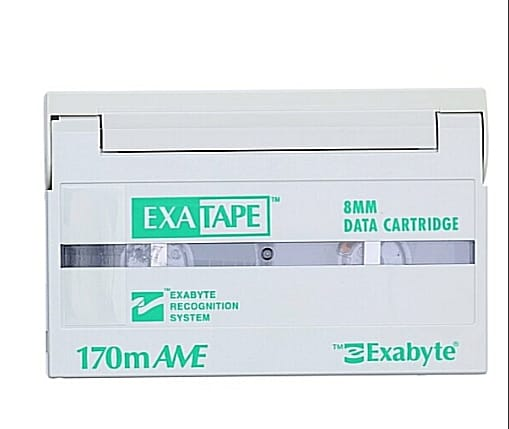 EXATAPE™
8MM
DATA CARTRIDGE
™EXABYTE
RECOGNITION
SYSTEM
170m AME
™Exabyte®